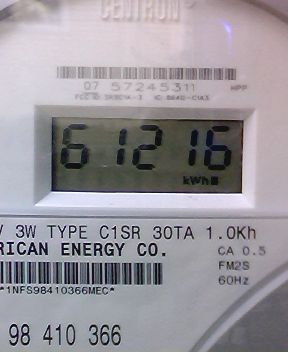 CENTRON®
07 57245311 HPP
61216
kWh
V 3W TYPE C1SR 30TA 1.0Kh
RICAN ENERGY CO. CA 0.5
FM2S
*1NFS98410366MEC* 60Hz
98 410 366